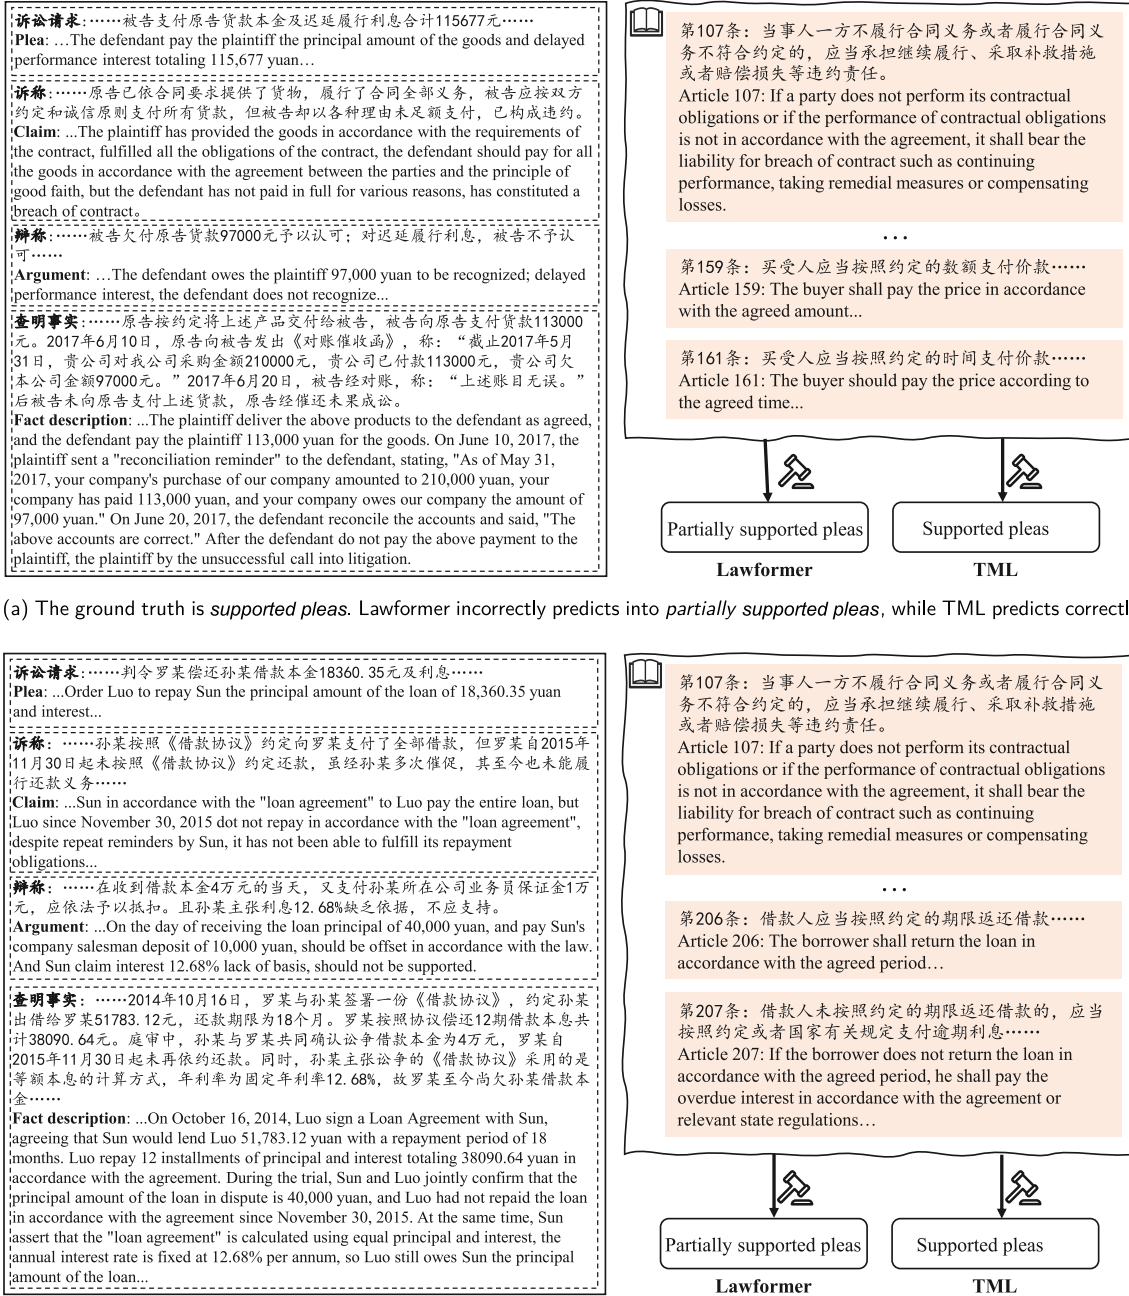 诉讼请求:……被告支付原告货款本金及迟延履行利息合计115677元……
Plea: …The defendant pay the plaintiff the principal amount of the goods and delayed
performance interest totaling 115,677 yuan…
诉称:……原告已依合同要求提供了货物，履行了合同全部义务，被告应按双方
约定和诚信原则支付所有货款，但被告却以各种理由未足额支付，已构成违约。
Claim: ...The plaintiff has provided the goods in accordance with the requirements of
the contract, fulfilled all the obligations of the contract, the defendant should pay for all
the goods in accordance with the agreement between the parties and the principle of
good faith, but the defendant has not paid in full for various reasons, has constituted a
breach of contract。
辩称:……被告欠付原告货款97000元予以认可；对迟延履行利息，被告不予认
可……
Argument: …The defendant owes the plaintiff 97,000 yuan to be recognized; delayed
performance interest, the defendant does not recognize...
查明事实:……原告按约定将上述产品交付给被告，被告向原告支付货款113000
元。2017年6月10日，原告向被告发出《对账催收函》，称：“截止2017年5月
31日，贵公司对我公司采购金额210000元，贵公司已付款113000元，贵公司欠
本公司金额97000元。”2017年6月20日，被告经对账，称：“上述账目无误。”
后被告未向原告支付上述货款，原告经催还未果成讼。
Fact description: ...The plaintiff deliver the above products to the defendant as agreed,
and the defendant pay the plaintiff 113,000 yuan for the goods. On June 10, 2017, the
plaintiff sent a "reconciliation reminder" to the defendant, stating, "As of May 31,
2017, your company's purchase of our company amounted to 210,000 yuan, your
company has paid 113,000 yuan, and your company owes our company the amount of
97,000 yuan." On June 20, 2017, the defendant reconcile the accounts and said, "The
above accounts are correct." After the defendant do not pay the above payment to the
plaintiff, the plaintiff by the unsuccessful call into litigation.
第107条：当事人一方不履行合同义务或者履行合同义
务不符合约定的，应当承担继续履行、采取补救措施
或者赔偿损失等违约责任。
Article 107: If a party does not perform its contractual
obligations or if the performance of contractual obligations
is not in accordance with the agreement, it shall bear the
liability for breach of contract such as continuing
performance, taking remedial measures or compensating
losses.
...
第159条：买受人应当按照约定的数额支付价款……
Article 159: The buyer shall pay the price in accordance
with the agreed amount...
第161条：买受人应当按照约定的时间支付价款……
Article 161: The buyer should pay the price according to
the agreed time...
Partially supported pleas
Supported pleas
Lawformer
TML
(a) The ground truth is supported pleas. Lawformer incorrectly predicts into partially supported pleas, while TML predicts correctl
诉讼请求:……判令罗某偿还孙某借款本金18360.35元及利息……
Plea: ...Order Luo to repay Sun the principal amount of the loan of 18,360.35 yuan
and interest...
诉称: ……孙某按照《借款协议》约定向罗某支付了全部借款，但罗某自2015年
11月30日起未按照《借款协议》约定还款，虽经孙某多次催促，其至今也未能履
行还款义务……
Claim: ...Sun in accordance with the "loan agreement" to Luo pay the entire loan, but
Luo since November 30, 2015 dot not repay in accordance with the "loan agreement",
despite repeat reminders by Sun, it has not been able to fulfill its repayment
obligations...
辩称: ……在收到借款本金4万元的当天，又支付孙某所在公司业务员保证金1万
元，应依法予以抵扣。且孙某主张利息12.68%缺乏依据，不应支持。
Argument: ...On the day of receiving the loan principal of 40,000 yuan, and pay Sun's
company salesman deposit of 10,000 yuan, should be offset in accordance with the law.
And Sun claim interest 12.68% lack of basis, should not be supported.
查明事实: ……2014年10月16日，罗某与孙某签署一份《借款协议》，约定孙某
出借给罗某51783.12元，还款期限为18个月。罗某按照协议偿还12期借款本息共
计38090.64元。庭审中，孙某与罗某共同确认讼争借款本金为4万元，罗某自
2015年11月30日起未再依约还款。同时，孙某主张讼争的《借款协议》采用的是
等额本息的计算方式，年利率为固定年利率12.68%，故罗某至今尚欠孙某借款本
金……
Fact description: ...On October 16, 2014, Luo sign a Loan Agreement with Sun,
agreeing that Sun would lend Luo 51,783.12 yuan with a repayment period of 18
months. Luo repay 12 installments of principal and interest totaling 38090.64 yuan in
accordance with the agreement. During the trial, Sun and Luo jointly confirm that the
principal amount of the loan in dispute is 40,000 yuan, and Luo had not repaid the loan
in accordance with the agreement since November 30, 2015. At the same time, Sun
assert that the "loan agreement" is calculated using equal principal and interest, the
annual interest rate is fixed at 12.68% per annum, so Luo still owes Sun the principal
amount of the loan...
第107条：当事人一方不履行合同义务或者履行合同义
务不符合约定的，应当承担继续履行、采取补救措施
或者赔偿损失等违约责任。
Article 107: If a party does not perform its contractual
obligations or if the performance of contractual obligations
is not in accordance with the agreement, it shall bear the
liability for breach of contract such as continuing
performance, taking remedial measures or compensating
losses.
...
第206条：借款人应当按照约定的期限返还借款……
Article 206: The borrower shall return the loan in
accordance with the agreed period…
第207条：借款人未按照约定的期限返还借款的，应当
按照约定或者国家有关规定支付逾期利息……
Article 207: If the borrower does not return the loan in
accordance with the agreed period, he shall pay the
overdue interest in accordance with the agreement or
relevant state regulations…
Partially supported pleas
Supported pleas
Lawformer
TML